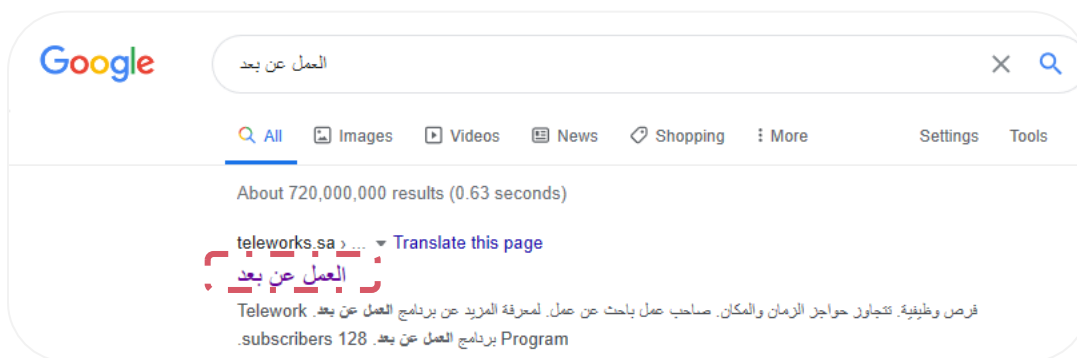 Google
العمل عن بعد
All Images Videos News Shopping More Settings Tools
About 720,000,000 results (0.63 seconds)
teleworks.sa › ... Translate this page
العمل عن بعد
فرص وظيفية. تتجاوز حواجز الزمان والمكان. صاحب عمل باحث عن عمل. لمعرفة المزيد عن برنامج العمل عن بعد. Telework
Program برنامج العمل عن بعد. 128 subscribers.